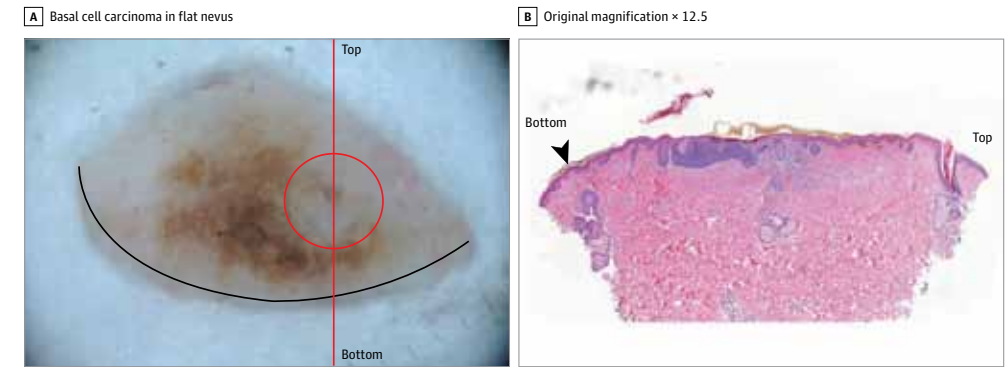 A Basal cell carcinoma in flat nevus
B Original magnification × 12.5
Top
Bottom
Bottom
Top